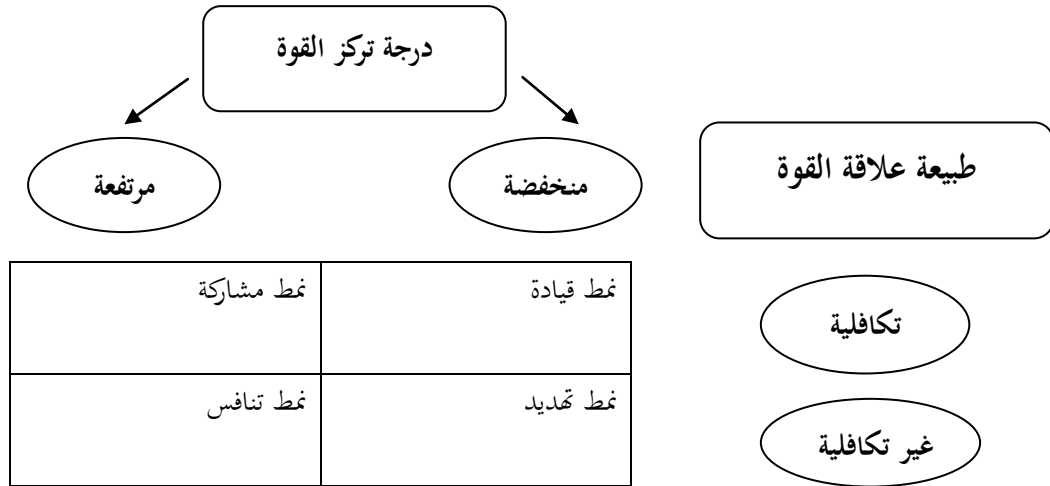 درجة تركز القوة
طبيعة علاقة القوة
منخفضة
مرتفعة
نمط قيادة
نمط مشاركة
تكافلية
نمط تهديد
نمط تنافس
غير تكافلية